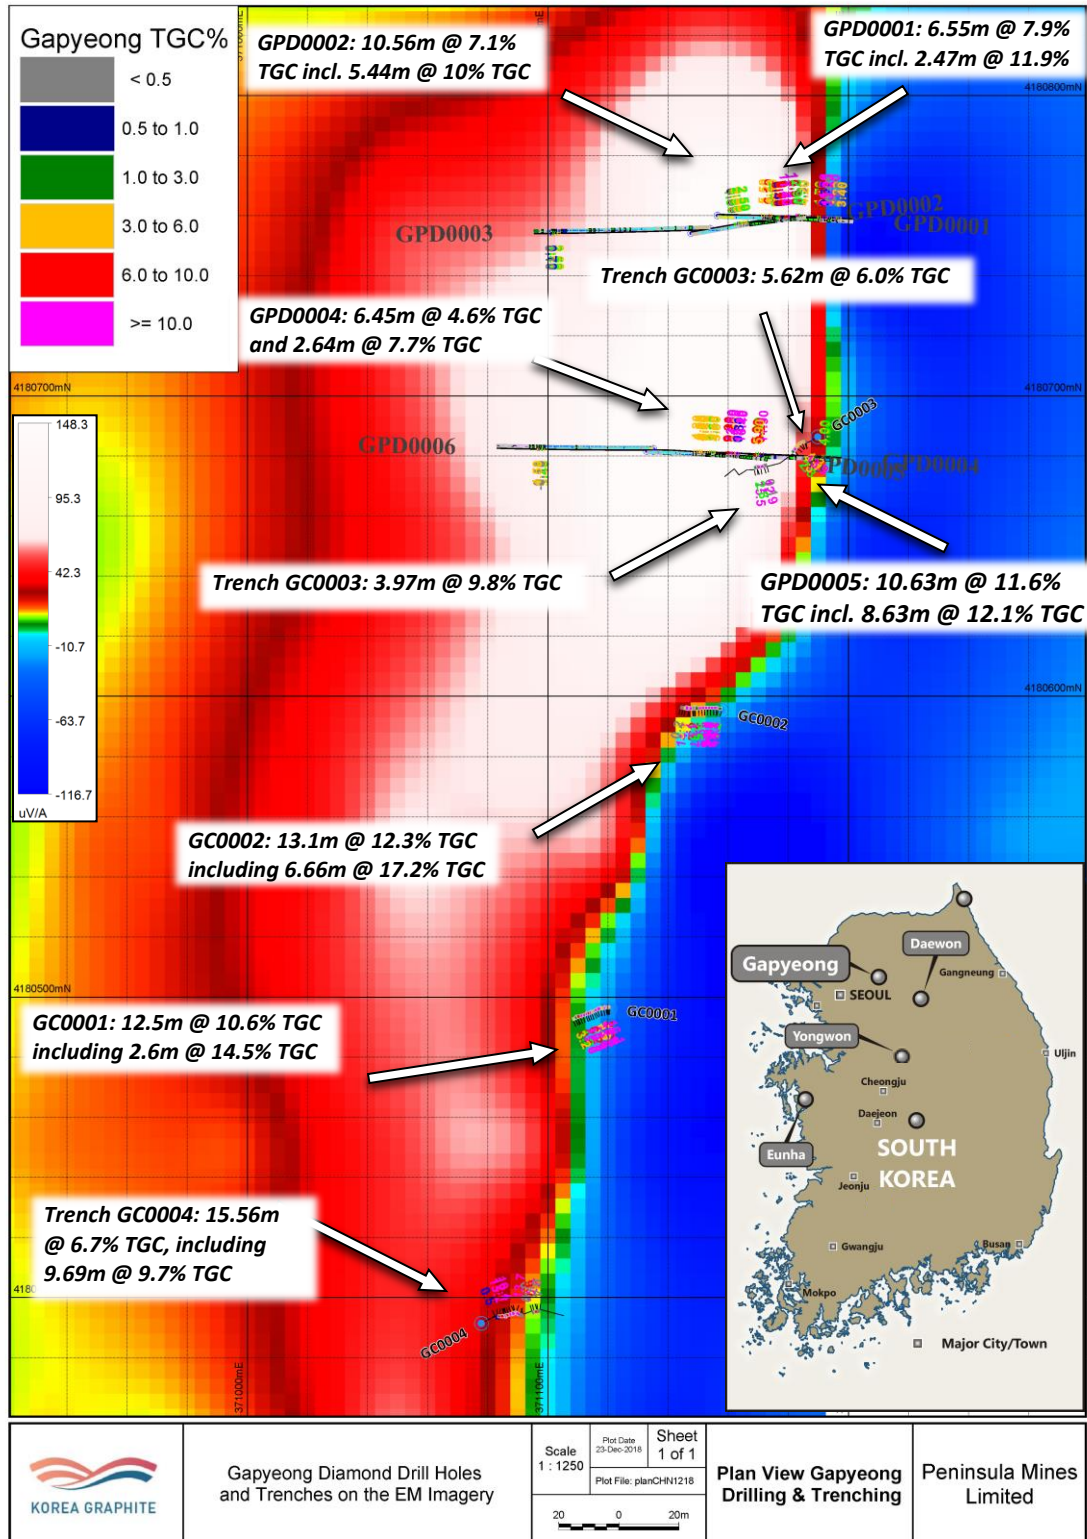 Gapyeong TGC%
< 0.5
0.5 to 1.0
1.0 to 3.0
3.0 to 6.0
6.0 to 10.0
>= 10.0
GPD0002: 10.56m @ 7.1%
TGC incl. 5.44m @ 10% TGC
GPD0001: 6.55m @ 7.9%
TGC incl. 2.47m @ 11.9%
4180800mN
GPD0002
GPD0001
GPD0003
Trench GC0003: 5.62m @ 6.0% TGC
GPD0004: 6.45m @ 4.6% TGC
and 2.64m @ 7.7% TGC
4180700mN
4180700mN
148.3
95.3
42.3
-10.7
-63.7
-116.7
uV/A
GC0003
GPD0006
GPD0004
Trench GC0003: 3.97m @ 9.8% TGC
GPD0005: 10.63m @ 11.6%
TGC incl. 8.63m @ 12.1% TGC
4180600mN
GC0002
GC0002: 13.1m @ 12.3% TGC
including 6.66m @ 17.2% TGC
4180500mN
GC0001
GC0001: 12.5m @ 10.6% TGC
including 2.6m @ 14.5% TGC
Trench GC0004: 15.56m
@ 6.7% TGC, including
9.69m @ 9.7% TGC
GC0004
371000mE
371100mE
Gapyeong
Daewon
Gangneung
SEOUL
Yongwon
Uljin
Cheongju
Daejeon
Eunha
SOUTH
KOREA
Jeonju
Gwangju
Busan
Mokpo
Major City/Town
KOREA GRAPHITE
Gapyeong Diamond Drill Holes
and Trenches on the EM Imagery
Scale
1 : 1250
Plot Date
23-Dec-2018
Sheet
1 of 1
Plot File: planCHN1218
20 0 20m
Plan View Gapyeong
Drilling & Trenching
Peninsula Mines
Limited